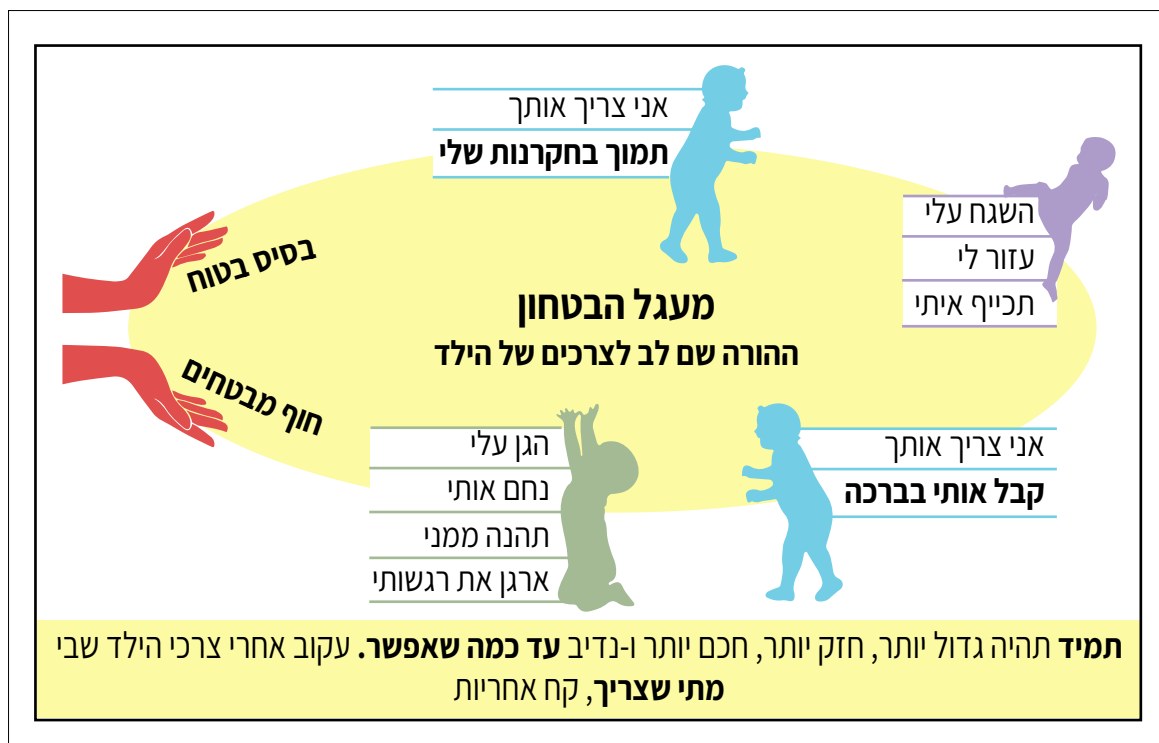 אני צריך אותך
תמוך בחקרנות שלי
השגח עלי
עזור לי
תכייף איתי
בסיס בטוח
מעגל הבטחון
ההורה שם לב לצרכים של הילד
חוף מבטחים
אני צריך אותך
קבל אותי בברכה
הגן עלי
נחם אותי
תהנה ממני
ארגן את רגשותי
תמיד תהיה גדול יותר, חזק יותר, חכם יותר ו-נדיב עד כמה שאפשר. עקוב אחרי צרכי הילד שבי
מתי שצריך, קח אחריות